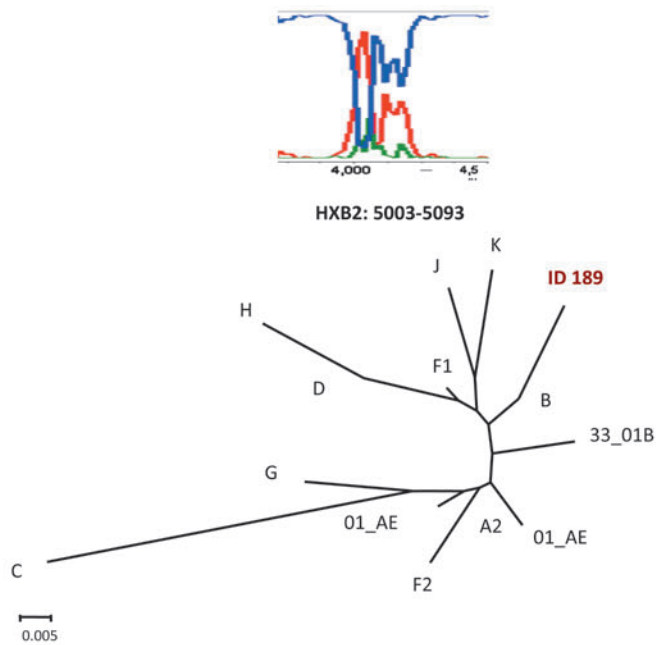 4,000
4,5
HXB2: 5003-5093
K
J
ID 189
H
F1
D
B
33_01B
G
01_AE
A2
01_AE
C
F2
0.005